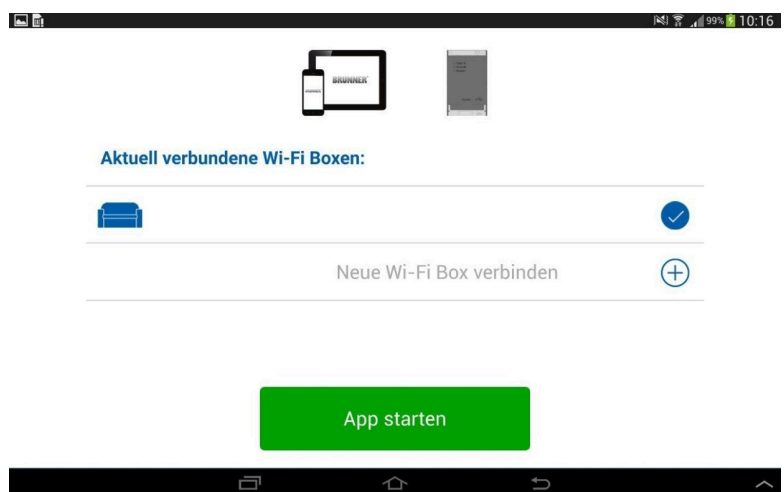 99% 10:16
BRUNNER
Aktuell verbundene Wi-Fi Boxen:
Neue Wi-Fi Box verbinden
App starten